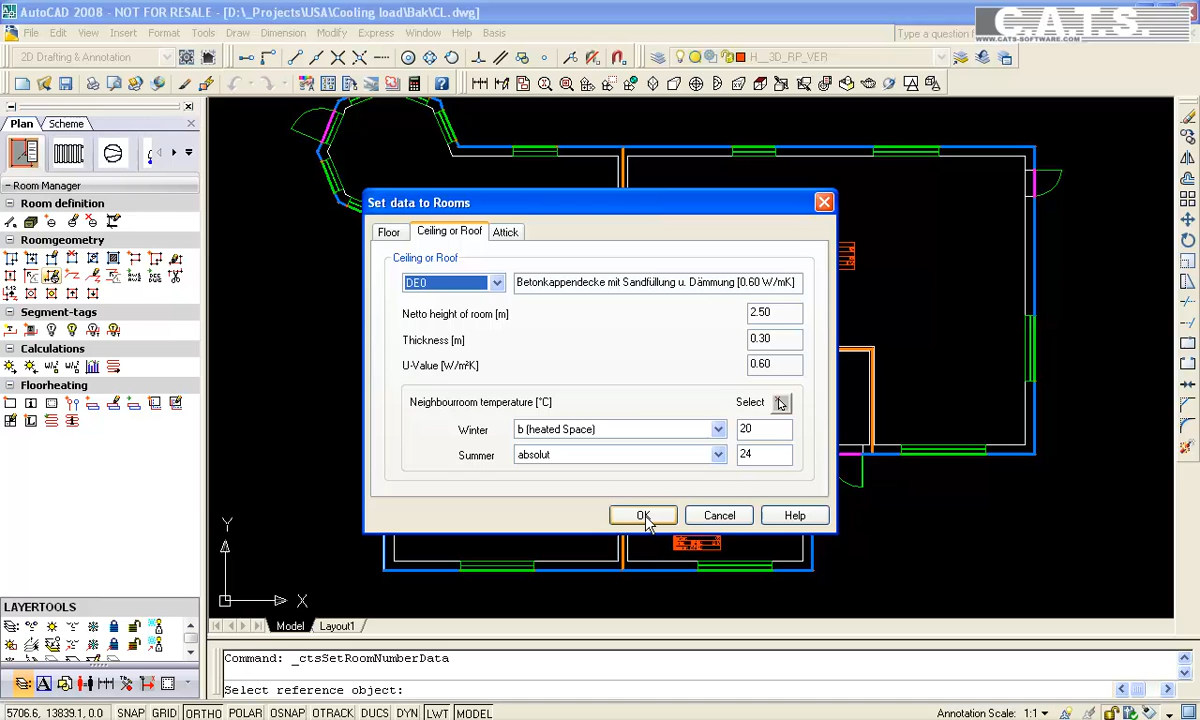 AutoCAD 2008 - NOT FOR RESALE - [D:\_Projects\USA\Cooling load\Bak\CL.dwg]
CATS
WWW.CATS-SOFTWARE.COM
File Edit View Insert Format Tools Draw Dimension Modify Express Window Help Basis
Type a
2D Drafting & Annotation
H__3D_RP_VER
Plan
Scheme
Room Manager
Room definition
Roomgeometry
Segment-tags
Calculations
Floorheating
LAYERTOOLS
Set data to Rooms
Floor
Ceiling or Roof
Attick
Ceiling or Roof
DE0
Betonkappendecke mit Sandfüllung u. Dämmung [0.60 W/mK]
Netto height of room [m]
2.50
Thickness [m]
0.30
U-Value [W/m²K]
0.60
Neighbourroom temperature [°C]
Select
Winter
b (heated Space)
20
Summer
absolut
24
OK
Cancel
Help
Y
X
Model
Layout1
Command: _ctsSetRoomNumberData
Select reference object:
5706.6, 13839.1, 0.0
SNAP GRID ORTHO POLAR OSNAP OTRACK DUCS DYN LWT MODEL
Annotation Scale: 1:1